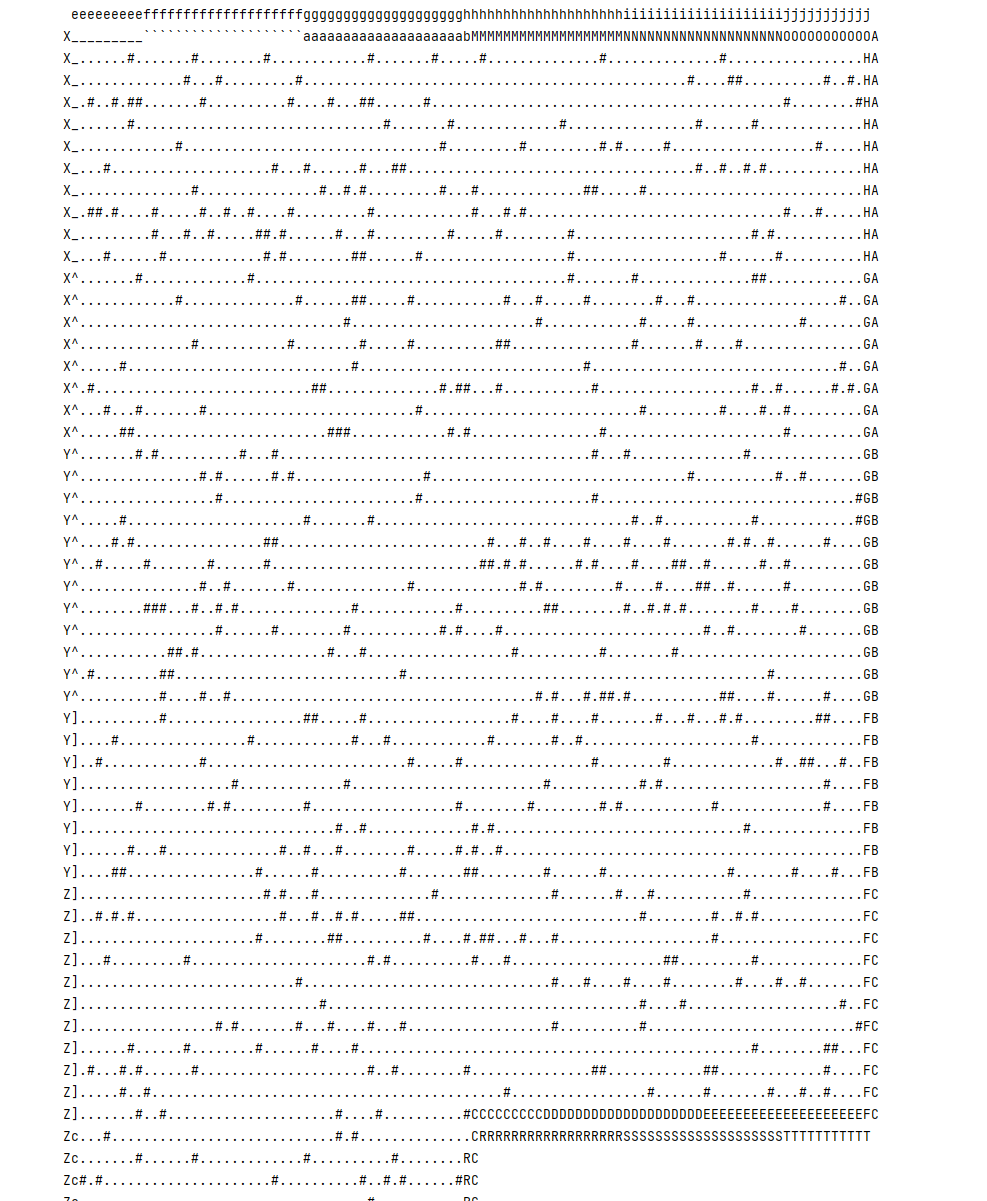 eeeeeeeeeffffffffffffffffffffgggggggggggggggggggghhhhhhhhhhhhhhhhhhhhiiiiiiiiiiiiiiiiiiiijjjjjjjjjjj
X_________````````````````````aaaaaaaaaaaaaaaaaaaabMMMMMMMMMMMMMMMMMMMNNNNNNNNNNNNNNNNNNNNOOOOOOOOOOOA
X_......#.......#........#............#.......#.....#..............#..............#.................HA
X_.............#...#.........#................................................#....##..........#..#.HA
X_.#..#.##.......#..........#....#...##......#............................................#........#HA
X_......#...............................#.......#.............#................#......#.............HA
X_............#................................#.........#.........#.#.....#..................#.....HA
X_...#....................#...#......#...##....................................#..#..#.#............HA
X_..............#...............#..#.#.........#...#.............##.....#...........................HA
X_.##.#....#.....#..#..#....#.........#............#...#.#................................#...#.....HA
X_.........#...#..#.....##.#......#...#.........#.....#........#......................#.#...........HA
X_...#......#............#.#........##......#..................#..................#......#..........HA
X^.......#.............#.......................................#.......#..............##............GA
X^............#..............#......##.....#...........#...#.....#........#...#..................#..GA
X^.................................#.......................#............#.....#.............#.......GA
X^..............#...........#........#.....#..........##...............#.......#....#...............GA
X^.....#............................#............................#...............................#..GA
X^.#...........................##..............#.##...#...........#...................#..#......#.#.GA
X^...#...#.......#..........................#...........................#.........#....#..#.........GA
X^.....##........................###............#.#................#......................#.........GA
Y^.......#.#..........#...#.......................................#...#..............#..............GB
Y^...............#.#......#.#................#................................#..........#..#.......GB
Y^.................#........................#.....................#................................#GB
Y^.....#......................#.......#................................#..#...........#............#GB
Y^....#.#................##..........................#...#..#....#....#....#.......#.#..#......#....GB
Y^..#.....#.......#......#..........................##.#.#......#.#....#....##..#......#..#.........GB
Y^...............#..#.......#..............#.............#.#.........#....#....##..#......#.........GB
Y^........###...#..#.#..............#............#..........##........#..#.#.#........#....#........GB
Y^.................#......#........#...........#.#....#.........................#..#........#.......GB
Y^...........##.#................#...#..................#..........#........#.......................GB
Y^.#........##............................#.............................................#...........GB
Y^..........#....#..#......................................#.#...#.##.#...........##....#......#....GB
Y]..........#.................##.....#..................#....#....#.......#...#...#.#.........##....FB
Y]....#................#............#...#............#.......#..#.....................#.............FB
Y]..#............#.........................#.....#................#........#.............#..##...#..FB
Y]...................#.............#........................#...........#.#....................#....FB
Y].......#........#.#.........#..................#........#........#.#...........#.............#....FB
Y]................................#..#.............#.#...............................#..............FB
Y]......#...#..............#..#...#........#.....#.#..#.............................................FB
Y]....##................#......#..........#.......##........#......#...............#.......#....#...FB
Z].......................#.#...#..............#..............#.......#...#...........#..............FC
Z]..#.#.#..................#...#..#.#.....##............................#........#..#.#.............FC
Z]......................#........##..........#....#.##...#...#...................#..................FC
Z]...#.........#......................#.#..........#...#...................##.........#.............FC
Z]...........................#...............................#...#....#....#........#....#..#.......FC
Z]..............................#.......................................#....#...................#..FC
Z].................#.#.......#...#....#...#..................#..........#..........................#FC
Z]......#......#........#......#....#.................................................#........##...FC
Z].#...#.#......#.....................#..#........#...............##............##.............#....FC
Z].....#..#............................................#.................#......#.......#...#..#....FC
Z].......#..#.....................#....#..........#CCCCCCCCCDDDDDDDDDDDDDDDDDDDDEEEEEEEEEEEEEEEEEEEEFC
Zc...#............................#.#..............CRRRRRRRRRRRRRRRRRRSSSSSSSSSSSSSSSSSSSSTTTTTTTTTTT
Zc.......#......#.............#..........#........RC
Zc#.#.....................#..........#..#.#......#RC